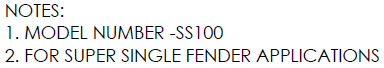 NOTES:
1. MODEL NUMBER -SS100
2. FOR SUPER SINGLE FENDER APPLICATIONS